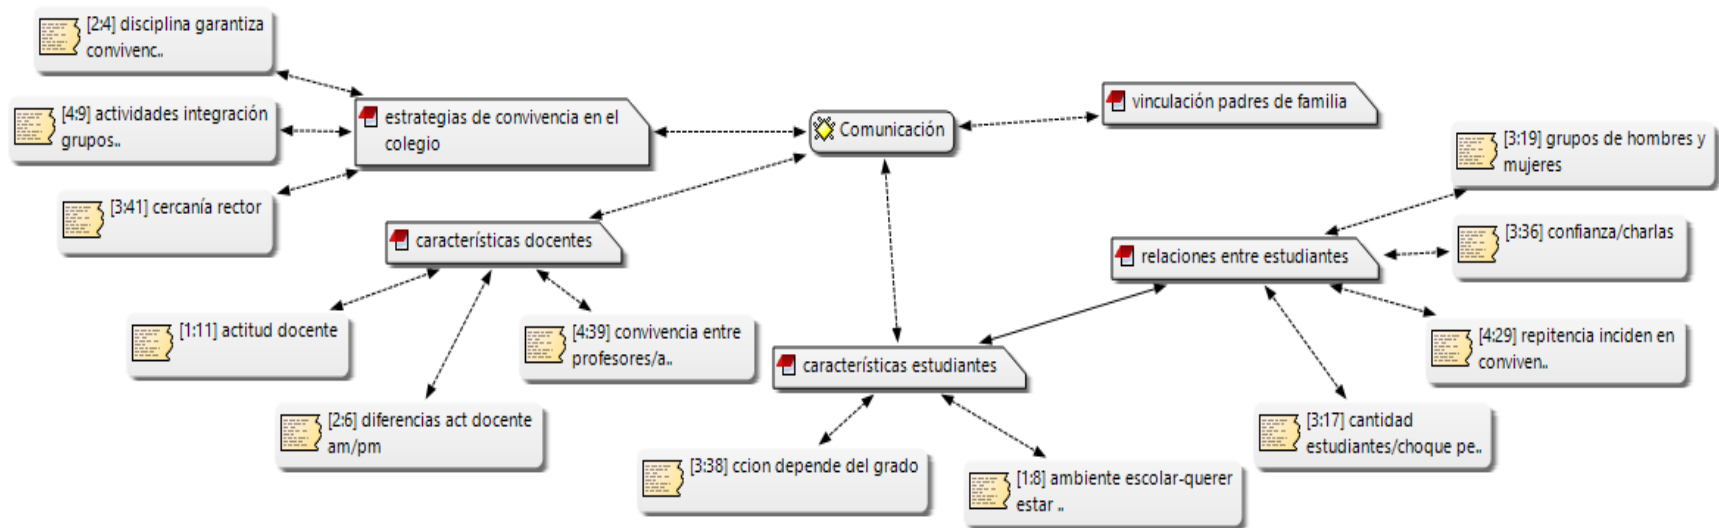 [2:4] disciplina garantiza
convivenc..
[4:9] actividades integración
grupos..
[3:41] cercanía rector
estrategias de convivencia en el
colegio
Comunicación
vinculación padres de familia
[3:19] grupos de hombres y
mujeres
[3:36] confianza/charlas
relaciones entre estudiantes
[4:29] repitencia inciden en
conviven..
[3:17] cantidad
estudiantes/choque pe..
características docentes
[1:11] actitud docente
[4:39] convivencia entre
profesores/a..
[2:6] diferencias act docente
am/pm
características estudiantes
[3:38] ccion depende del grado
[1:8] ambiente escolar-querer
estar ..